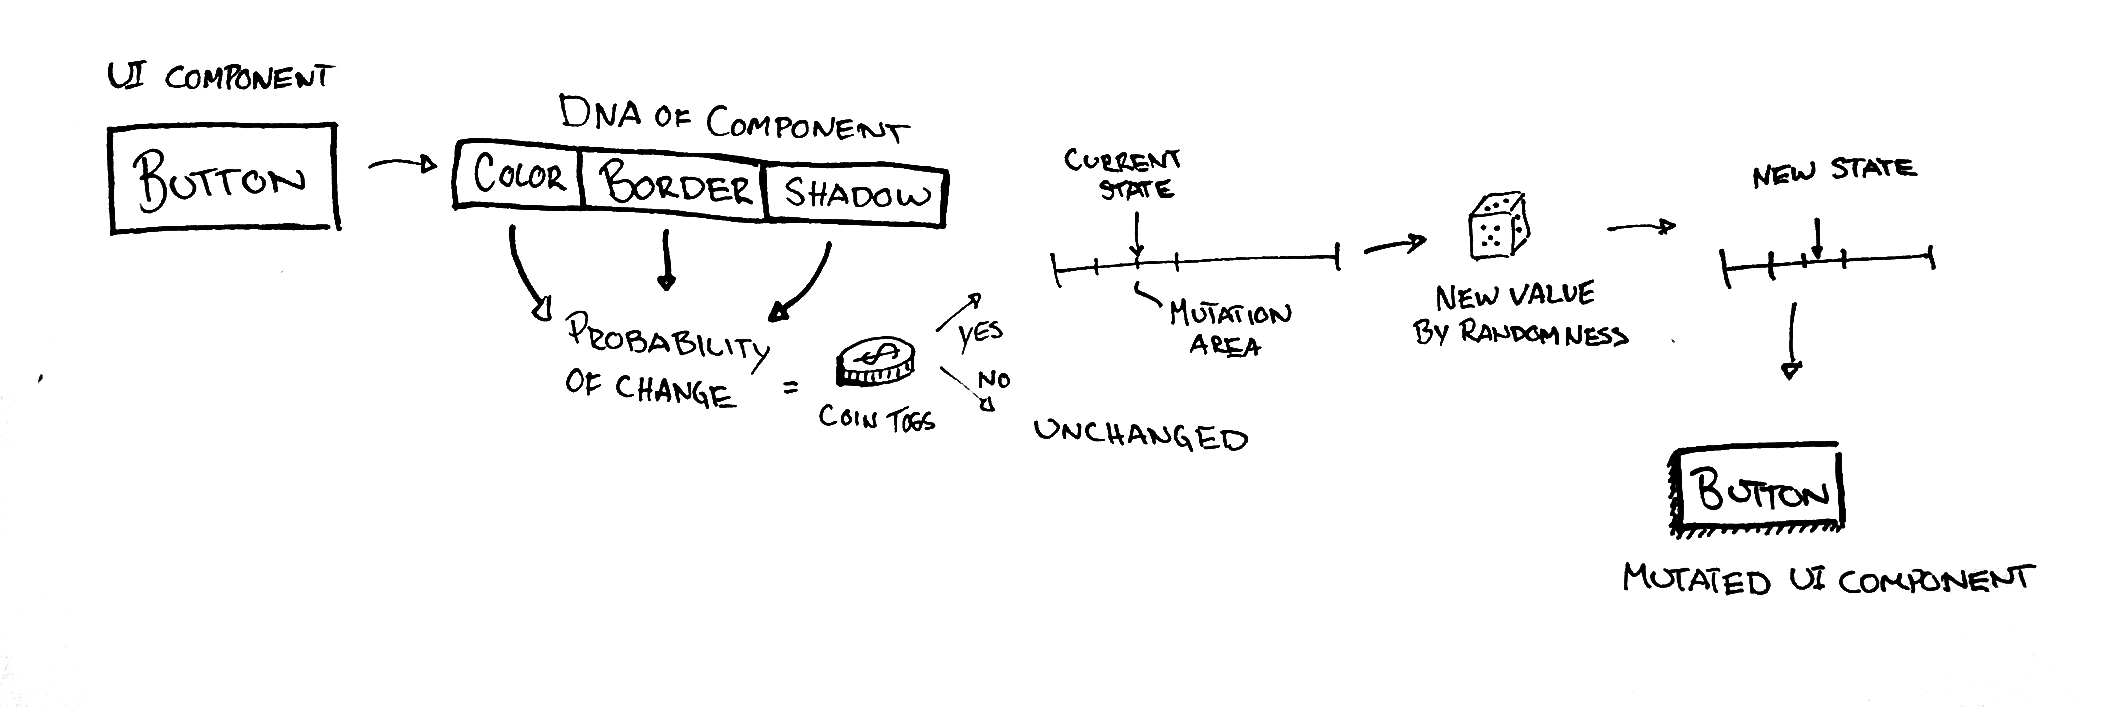 UI COMPONENT
BUTTON
DNA OF COMPONENT
COLOR BORDER SHADOW
PROBABILITY
OF CHANGE =
$
COIN TOSS
YES
NO
UNCHANGED
CURRENT
STATE
MUTATION
AREA
NEW VALUE
BY RANDOMNESS
NEW STATE
BUTTON
MUTATED UI COMPONENT